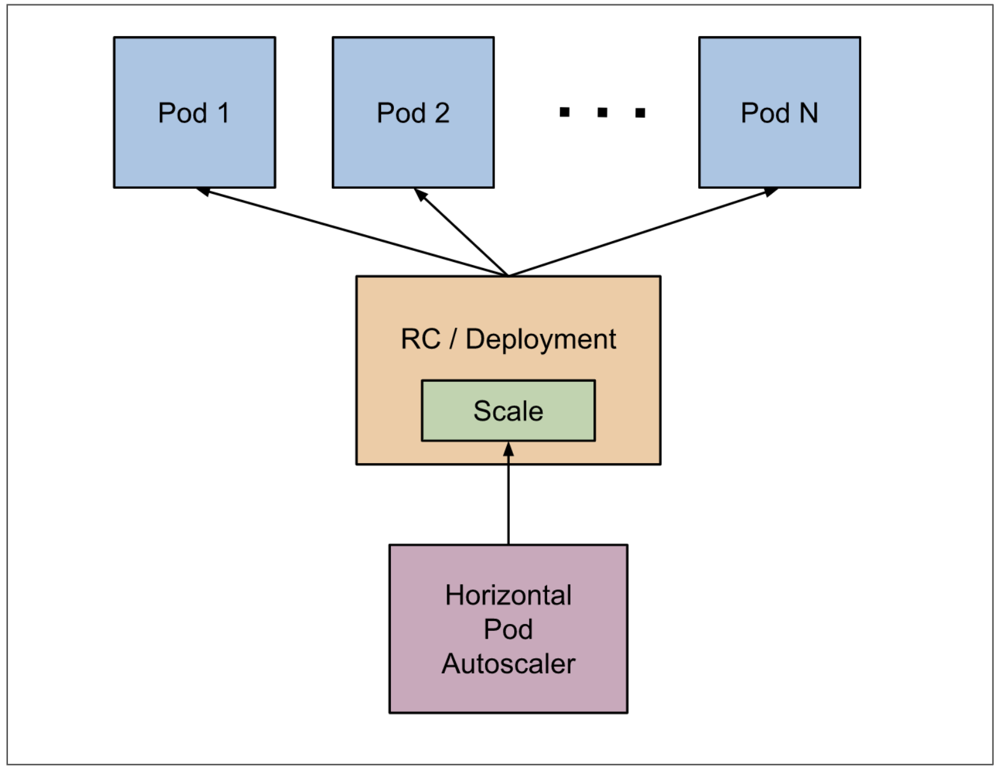 Pod 1
Pod 2
Pod N
RC / Deployment
Scale
Horizontal
Pod
Autoscaler